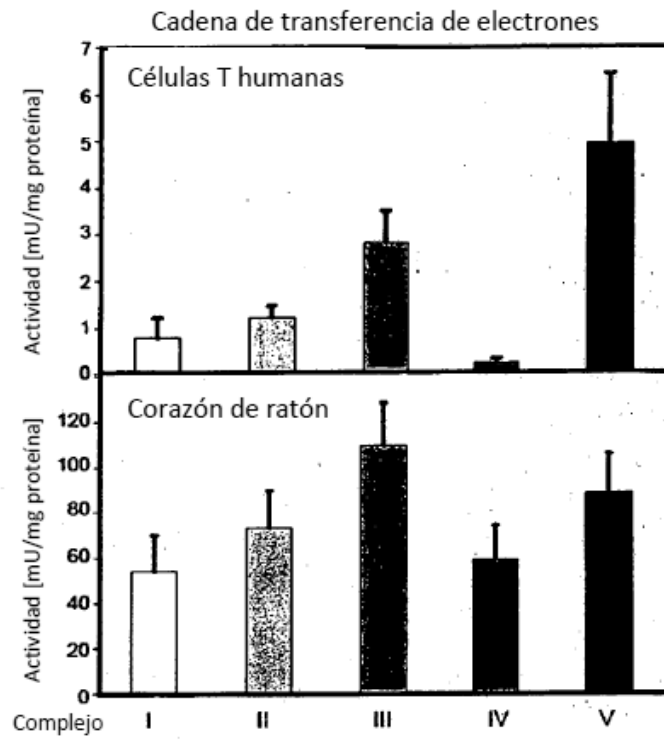 Cadena de transferencia de electrones
Células T humanas
Actividad [mU/mg proteína]
7
6
5
4
3
2
1
0
Corazón de ratón
Actividad [mU/mg proteína]
120
100
80
60
40
20
0
Complejo I II III IV V